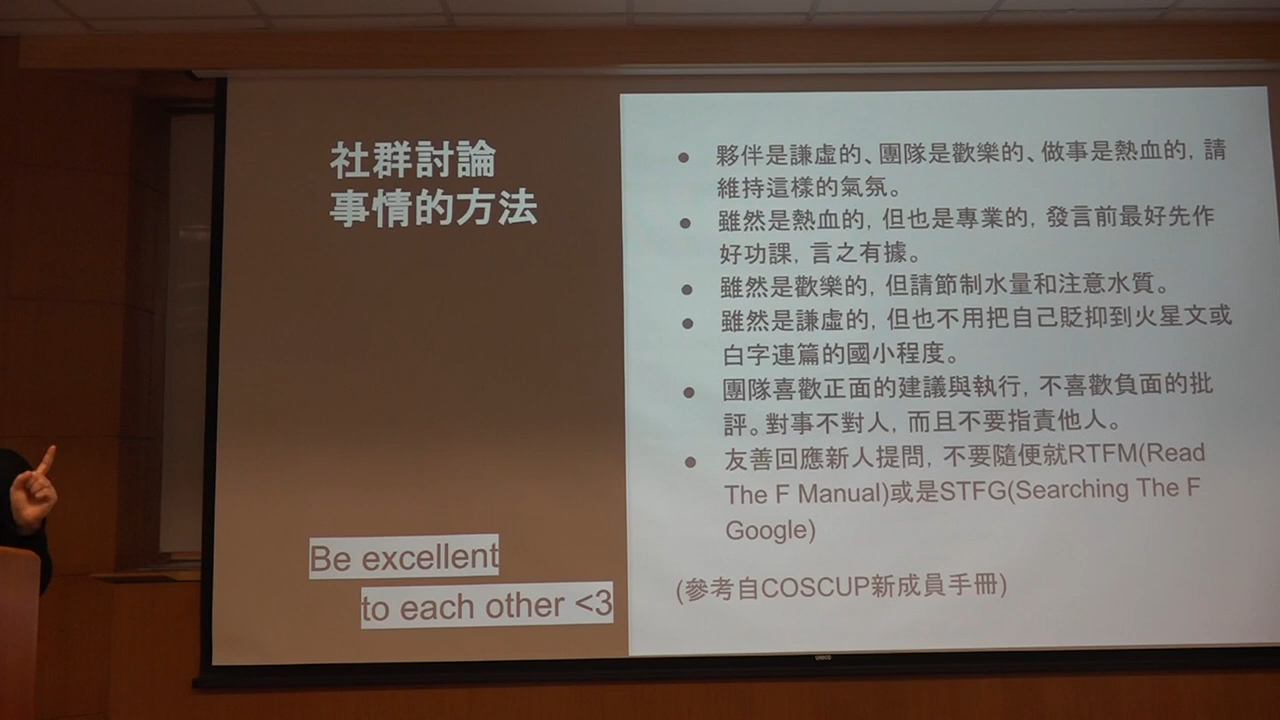 社群討論
事情的方法
Be excellent
to each other <3
● 夥伴是謙虛的、團隊是歡樂的、做事是熱血的, 請
維持這樣的氣氛。
● 雖然是熱血的, 但也是專業的, 發言前最好先作
好功課, 言之有據。
● 雖然是歡樂的, 但請節制水量和注意水質。
● 雖然是謙虛的, 但也不用把自己貶抑到火星文或
白字連篇的國小程度。
● 團隊喜歡正面的建議與執行, 不喜歡負面的批
評。對事不對人, 而且不要指責他人。
● 友善回應新人提問, 不要隨便就RTFM(Read
The F Manual)或是STFG(Searching The F
Google)
(參考自COSCUP新成員手冊)